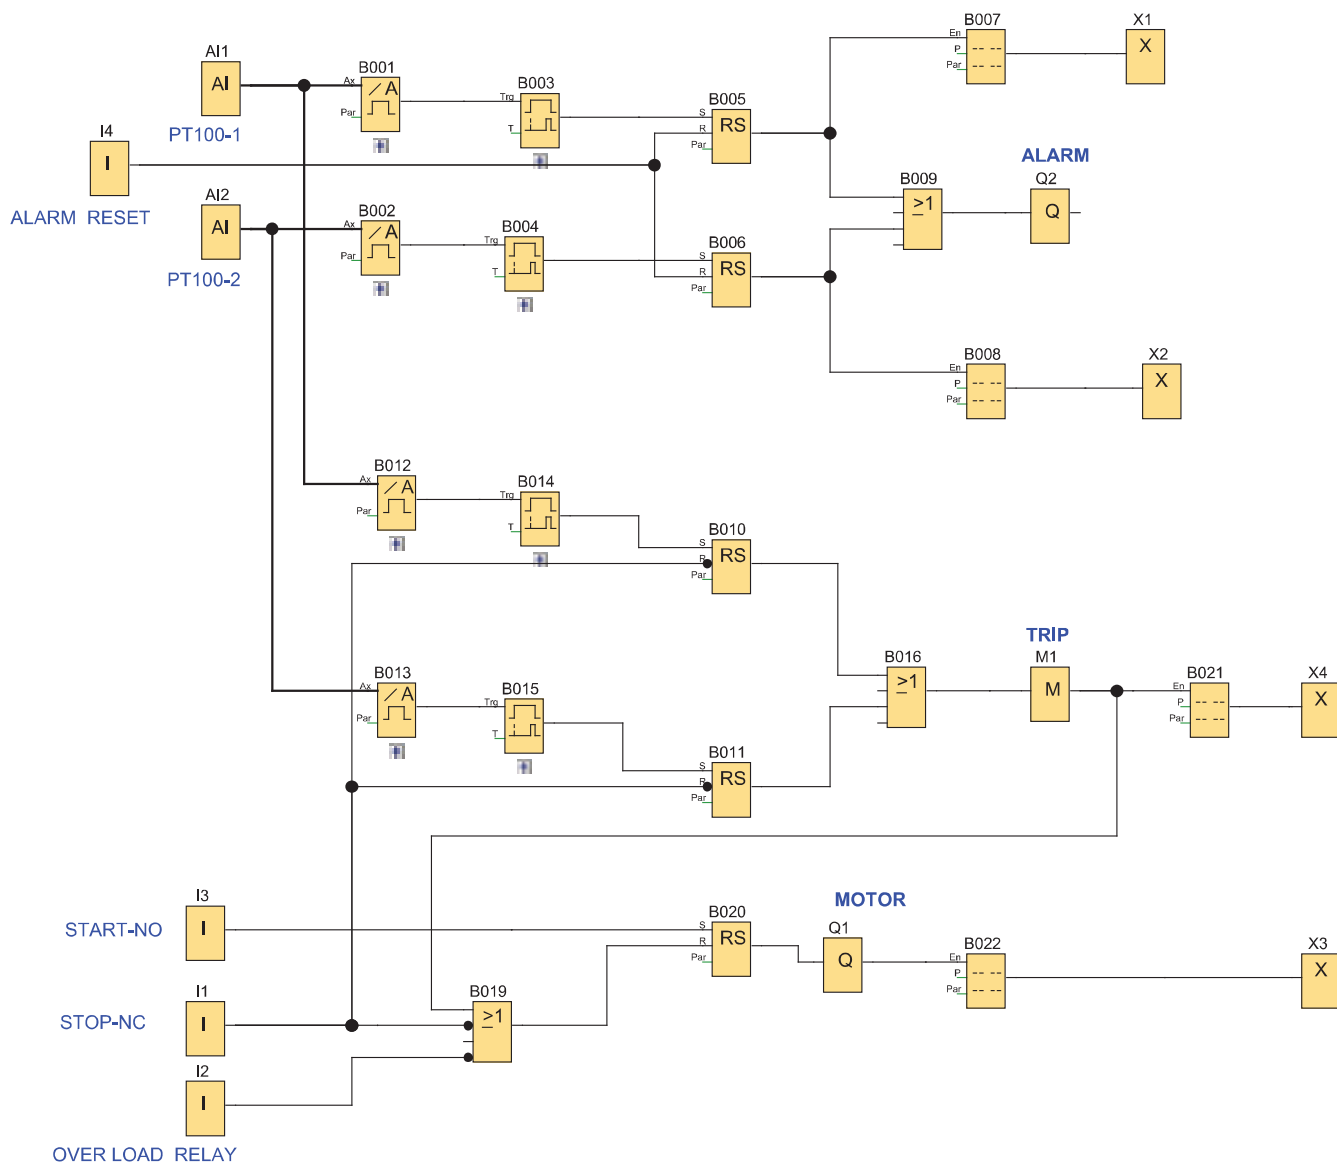 B007
X1
En
P
Par
X
AI1
AI
PT100-1
B001
Ax
/A
Par
B003
Trg
T
B005
S
R
Par
RS
I4
I
ALARM RESET
ALARM
B009
≥1
Q2
Q
AI2
AI
PT100-2
B002
Ax
/A
Par
B004
Trg
T
B006
S
R
Par
RS
B008
En
P
Par
X2
X
B012
Ax
/A
Par
B014
Trg
T
B010
S
R
Par
RS
TRIP
B016
≥1
M1
M
B021
En
P
Par
X4
X
B013
Ax
/A
Par
B015
Trg
T
B011
S
R
Par
RS
I3
I
START-NO
MOTOR
B020
S
R
Par
RS
Q1
Q
B022
En
P
Par
X3
X
I1
I
STOP-NC
B019
≥1
I2
I
OVER LOAD RELAY